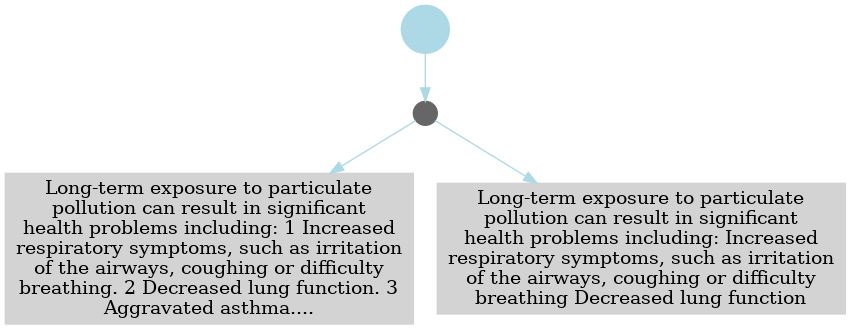 Long-term exposure to particulate
pollution can result in significant
health problems including: 1 Increased
respiratory symptoms, such as irritation
of the airways, coughing or difficulty
breathing. 2 Decreased lung function. 3
Aggravated asthma....
Long-term exposure to particulate
pollution can result in significant
health problems including: Increased
respiratory symptoms, such as irritation
of the airways, coughing or difficulty
breathing Decreased lung function